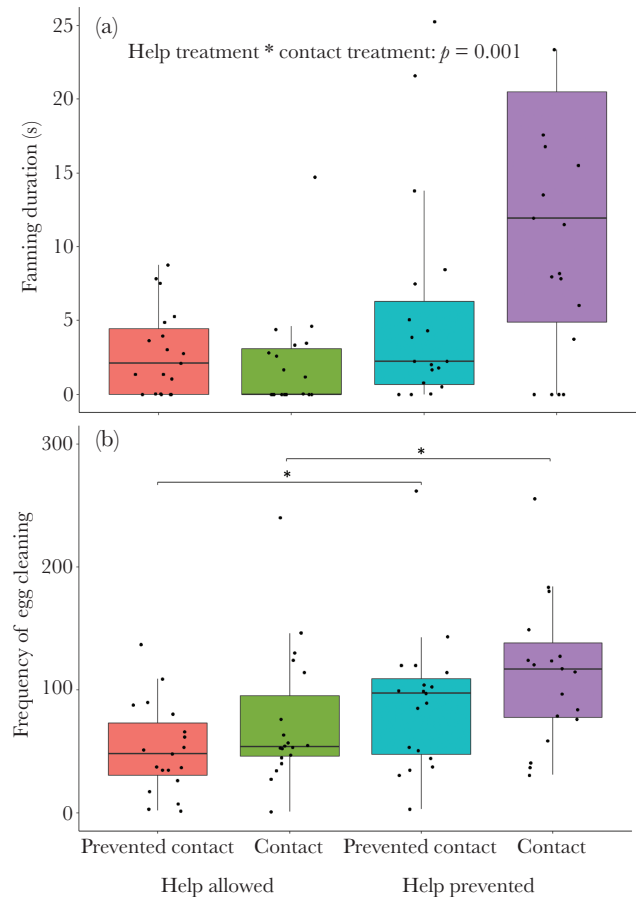 (a)
Help treatment * contact treatment: p = 0.001
25
20
15
10
5
0
Fanning duration (s)
(b)
300
200
100
0
*
*
Frequency of egg cleaning
Prevented contact Contact Prevented contact Contact
Help allowed Help prevented